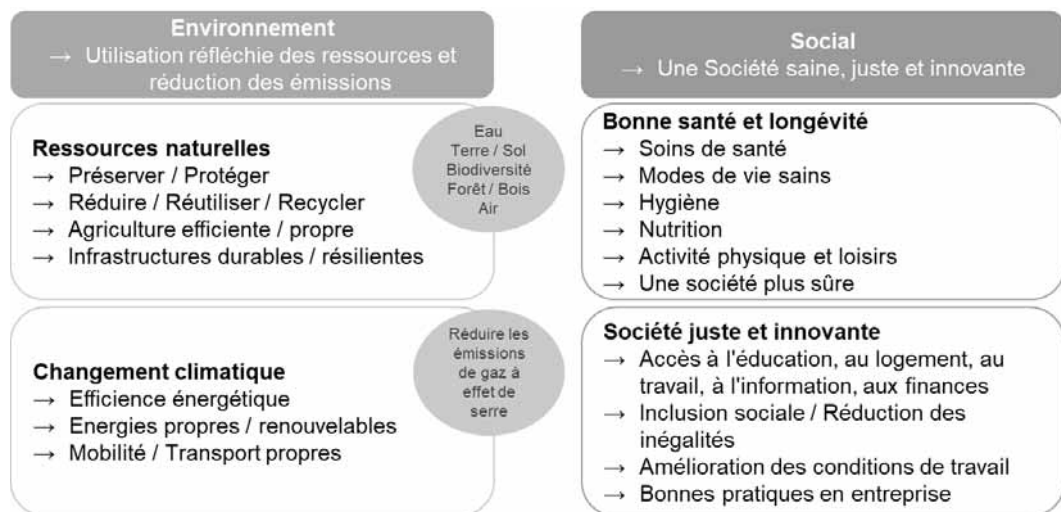 Environnement
→ Utilisation réfléchie des ressources et
réduction des émissions
Ressources naturelles
→ Préserver / Protéger
→ Réduire / Réutiliser / Recycler
→ Agriculture efficiente / propre
→ Infrastructures durables / résilientes
Eau
Terre / Sol
Biodiversité
Forêt / Bois
Air
Changement climatique
→ Efficience énergétique
→ Energies propres / renouvelables
→ Mobilité / Transport propres
Réduire les
émissions
de gaz à
effet de
serre
Social
→ Une Société saine, juste et innovante
Bonne santé et longévité
→ Soins de santé
→ Modes de vie sains
→ Hygiène
→ Nutrition
→ Activité physique et loisirs
→ Une société plus sûre
Société juste et innovante
→ Accès à l'éducation, au logement, au
travail, à l'information, aux finances
→ Inclusion sociale / Réduction des
inégalités
→ Amélioration des conditions de travail
→ Bonnes pratiques en entreprise